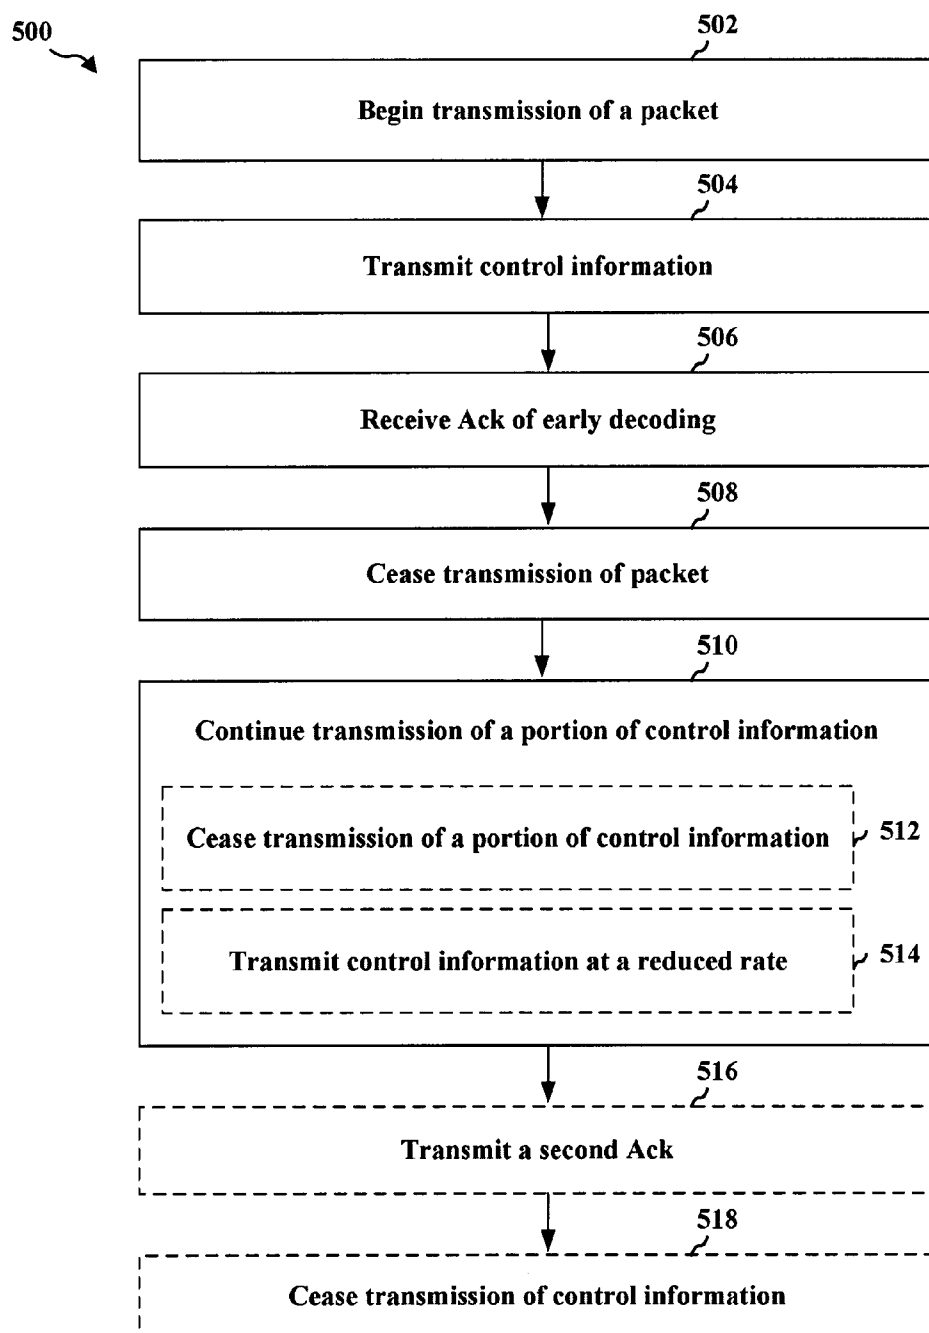 500
502
Begin transmission of a packet
504
Transmit control information
506
Receive Ack of early decoding
508
Cease transmission of packet
510
Continue transmission of a portion of control information
Cease transmission of a portion of control information
512
Transmit control information at a reduced rate
514
516
Transmit a second Ack
518
Cease transmission of control information